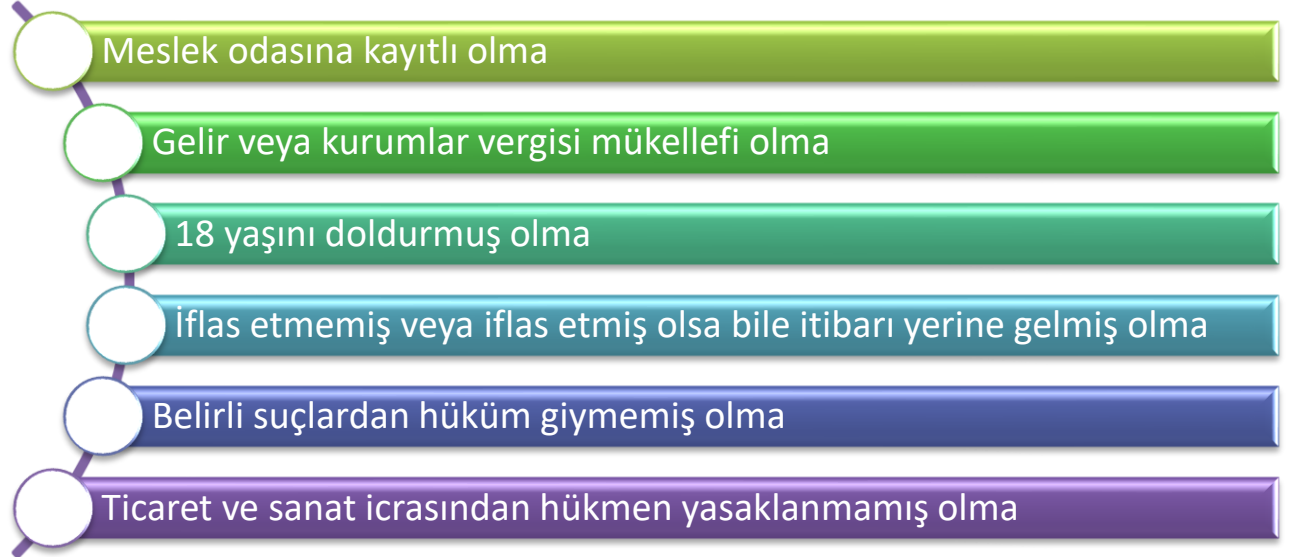 Meslek odasına kayıtlı olma
Gelir veya kurumlar vergisi mükellefi olma
18 yaşını doldurmuş olma
İflas etmemiş veya iflas etmiş olsa bile itibarı yerine gelmiş olma
Belirli suçlardan hüküm giymemiş olma
Ticaret ve sanat icrasından hükmen yasaklanmamış olma